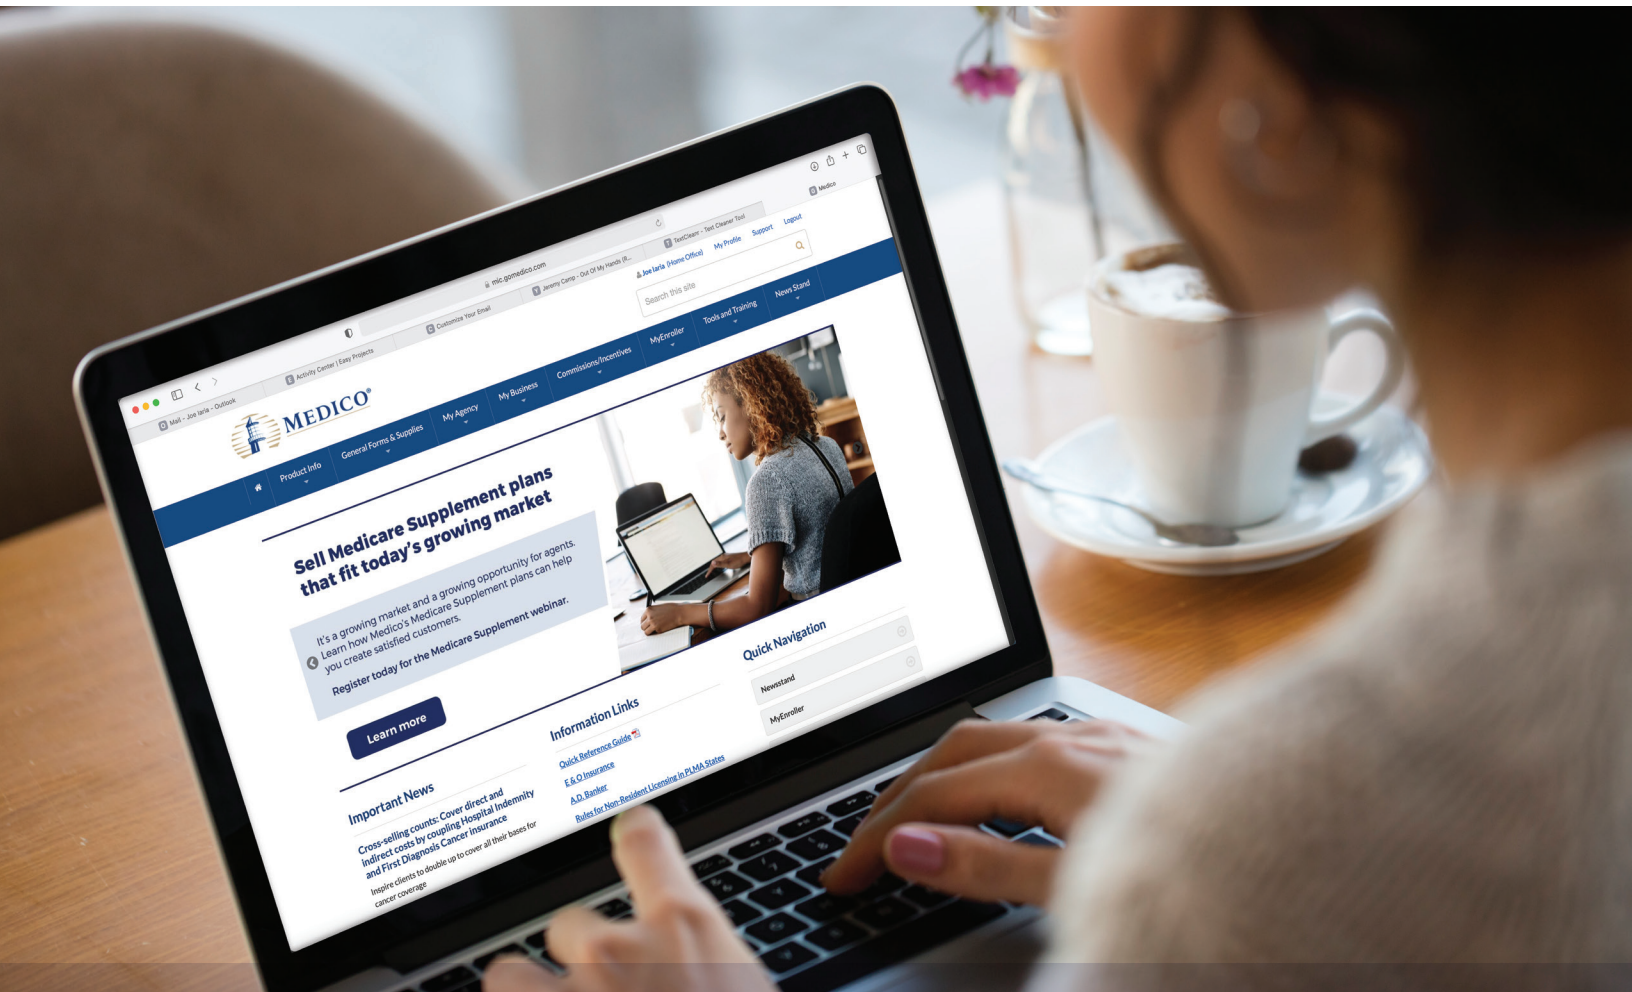 mic.gomedico.com
Mail – Joe Iaria – Outlook
Activity Center | Easy Projects
Customize Your Email
Jeremy Camp - Out Of My Hands (R...
TextCleanr - Text Cleaner Tool
Medico
Joe Iaria (Home Office) My Profile Support Logout
Search this site
MEDICO®
Product Info
General Forms & Supplies
My Agency
My Business
Commissions/Incentives
MyEnroller
Tools and Training
News Stand
Sell Medicare Supplement plans
that fit today's growing market
It's a growing market and a growing opportunity for agents.
Learn how Medico's Medicare Supplement plans can help
you create satisfied customers.
Register today for the Medicare Supplement webinar.
Learn more
Important News
Cross-selling counts: Cover direct and
indirect costs by coupling Hospital Indemnity
and First Diagnosis Cancer insurance
Inspire clients to double up to cover all their bases for
cancer coverage
Information Links
Quick Reference Guide
E & O Insurance
A.D. Banker
Rules for Non-Resident Licensing in PLMA States
Quick Navigation
Newsstand
MyEnroller